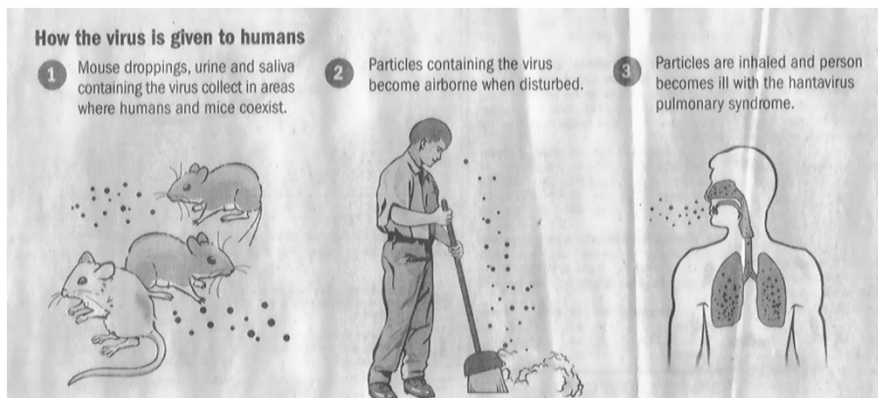 How the virus is given to humans
1
Mouse droppings, urine and saliva
containing the virus collect in areas
where humans and mice coexist.
2
Particles containing the virus
become airborne when disturbed.
3
Particles are inhaled and person
becomes ill with the hantavirus
pulmonary syndrome.